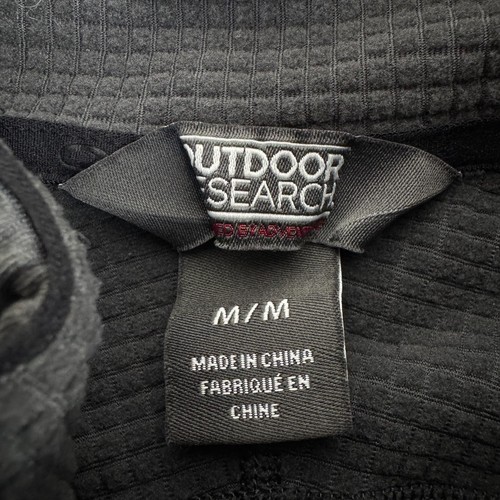 OUTDOOR
RESEARCH
M/M
MADE IN CHINA
FABRIQUÉ EN
CHINE